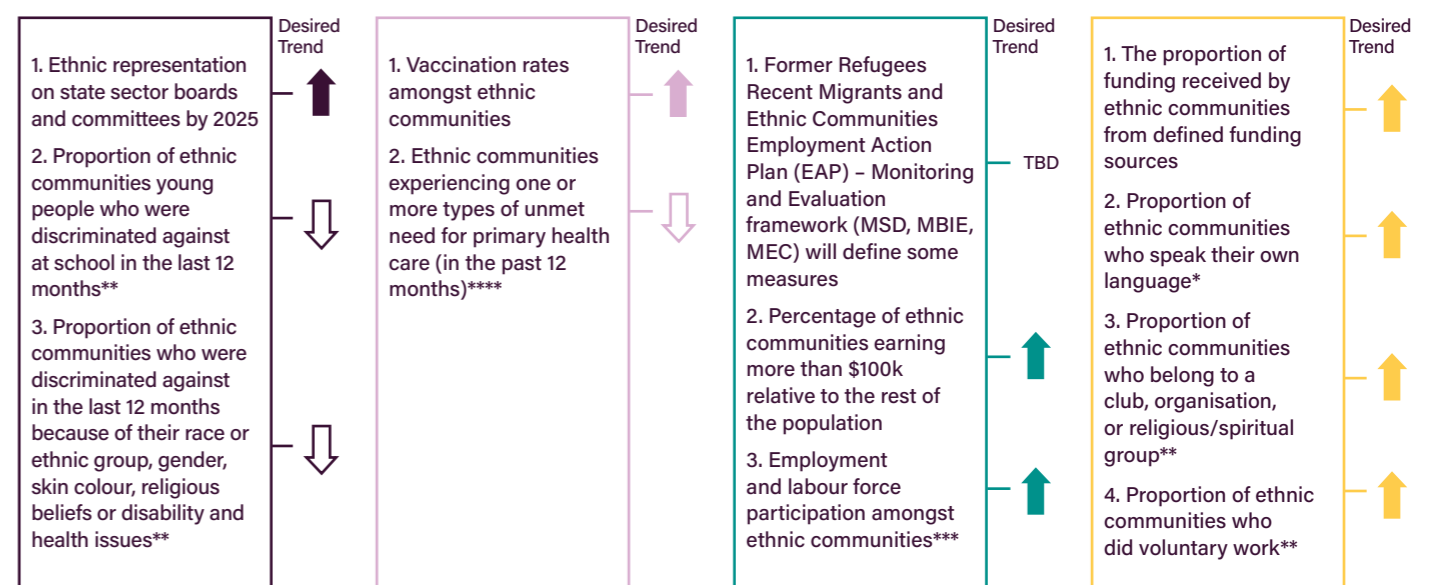 Desired
Trend
1. Ethnic representation
on state sector boards
and committees by 2025
2. Proportion of ethnic
communities young
people who were
discriminated against
at school in the last 12
months**
3. Proportion of ethnic
communities who were
discriminated against
in the last 12 months
because of their race or
ethnic group, gender,
skin colour, religious
beliefs or disability and
health issues**
Desired
Trend
1. Vaccination rates
amongst ethnic
communities
2. Ethnic communities
experiencing one or
more types of unmet
need for primary health
care (in the past 12
months)****
Desired
Trend
1. Former Refugees
Recent Migrants and
Ethnic Communities
Employment Action
Plan (EAP) – Monitoring
and Evaluation
framework (MSD, MBIE,
MEC) will define some
measures
TBD
2. Percentage of ethnic
communities earning
more than $100k
relative to the rest of
the population
3. Employment
and labour force
participation amongst
ethnic communities***
Desired
Trend
1. The proportion of
funding received by
ethnic communities
from defined funding
sources
2. Proportion of
ethnic communities
who speak their own
language*
3. Proportion of
ethnic communities
who belong to a
club, organisation,
or religious/spiritual
group**
4. Proportion of ethnic
communities who
did voluntary work**